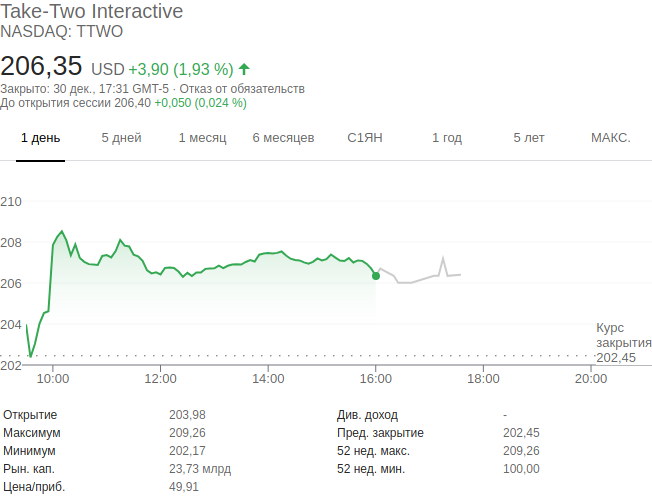 Take-Two Interactive
NASDAQ: TTWO
206,35 USD +3,90 (1,93 %)
Закрыто: 30 дек., 17:31 GMT-5 · Отказ от обязательств
До открытия сессии 206,40 +0,050 (0,024 %)
1 день 5 дней 1 месяц 6 месяцев С1ЯН 1 год 5 лет МАКС.
210
208
206
204
202
Курс
закрытия
202,45
10:00 12:00 14:00 16:00 18:00 20:00
Открытие 203,98 Див. доход -
Максимум 209,26 Пред. закрытие 202,45
Минимум 202,17 52 нед. макс. 209,26
Рын. кап. 23,73 млрд 52 нед. мин. 100,00
Цена/приб. 49,91